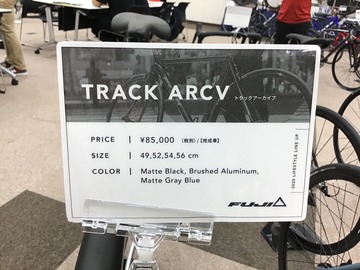 TRACK ARCV トラックアーカイブ
PRICE | ¥85,000 (税別)/【完成車】
SIZE | 49,52,54,56 cm
COLOR | Matte Black, Brushed Aluminum,
Matte Gray Blue
FUJI
2020 LIFESTYLE LINE UP